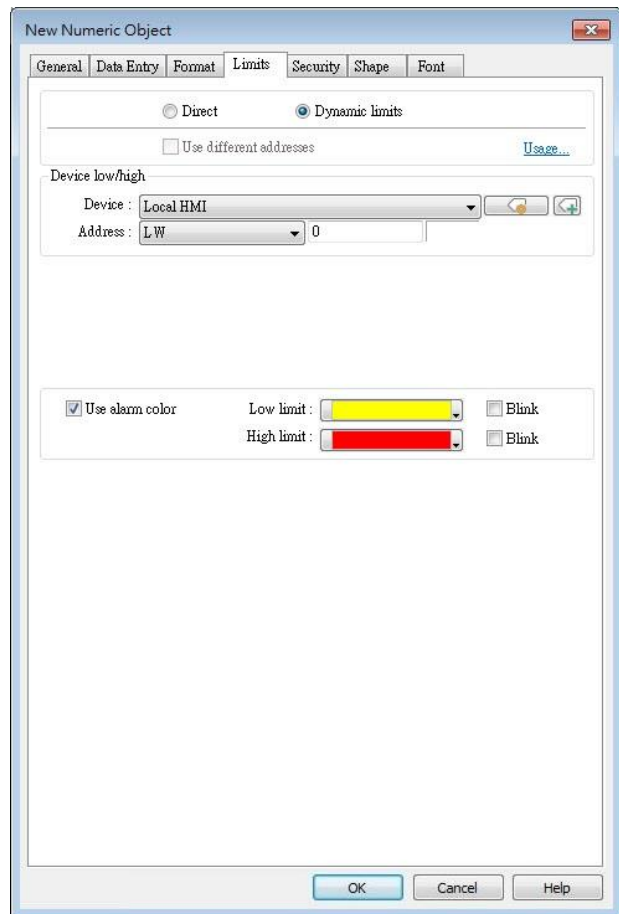 New Numeric Object
General Data Entry Format Limits Security Shape Font
Direct Dynamic limits
Use different addresses Usage...
Device low/high
Device : Local HMI
Address : LW 0
Use alarm color Low limit : Blink
High limit : Blink
OK Cancel Help